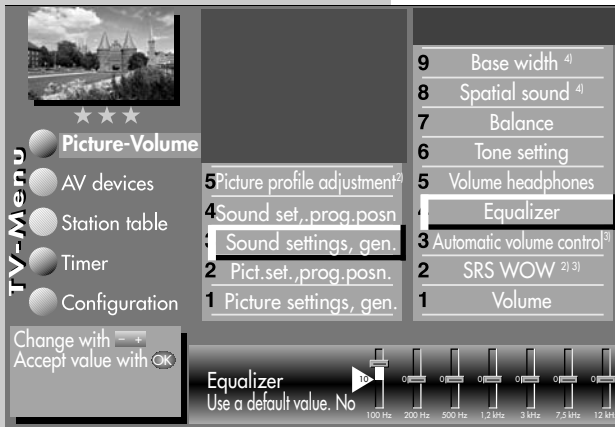 TV-Menu
Picture-Volume
AV devices
Station table
Timer
Configuration
5 Picture profile adjustment 2)
4 Sound set,.prog.posn
3 Sound settings, gen.
2 Pict.set.,prog.posn.
1 Picture settings, gen.
9 Base width 4)
8 Spatial sound 4)
7 Balance
6 Tone setting
5 Volume headphones
4 Equalizer
3 Automatic volume control 3)
2 SRS WOW 2) 3)
1 Volume
Change with - +
Accept value with OK
Equalizer
Use a default value. No
10 0 0 0 0 0 0
100 Hz 200 Hz 500 Hz 1,2 kHz 3 kHz 7,5 kHz 12 kH